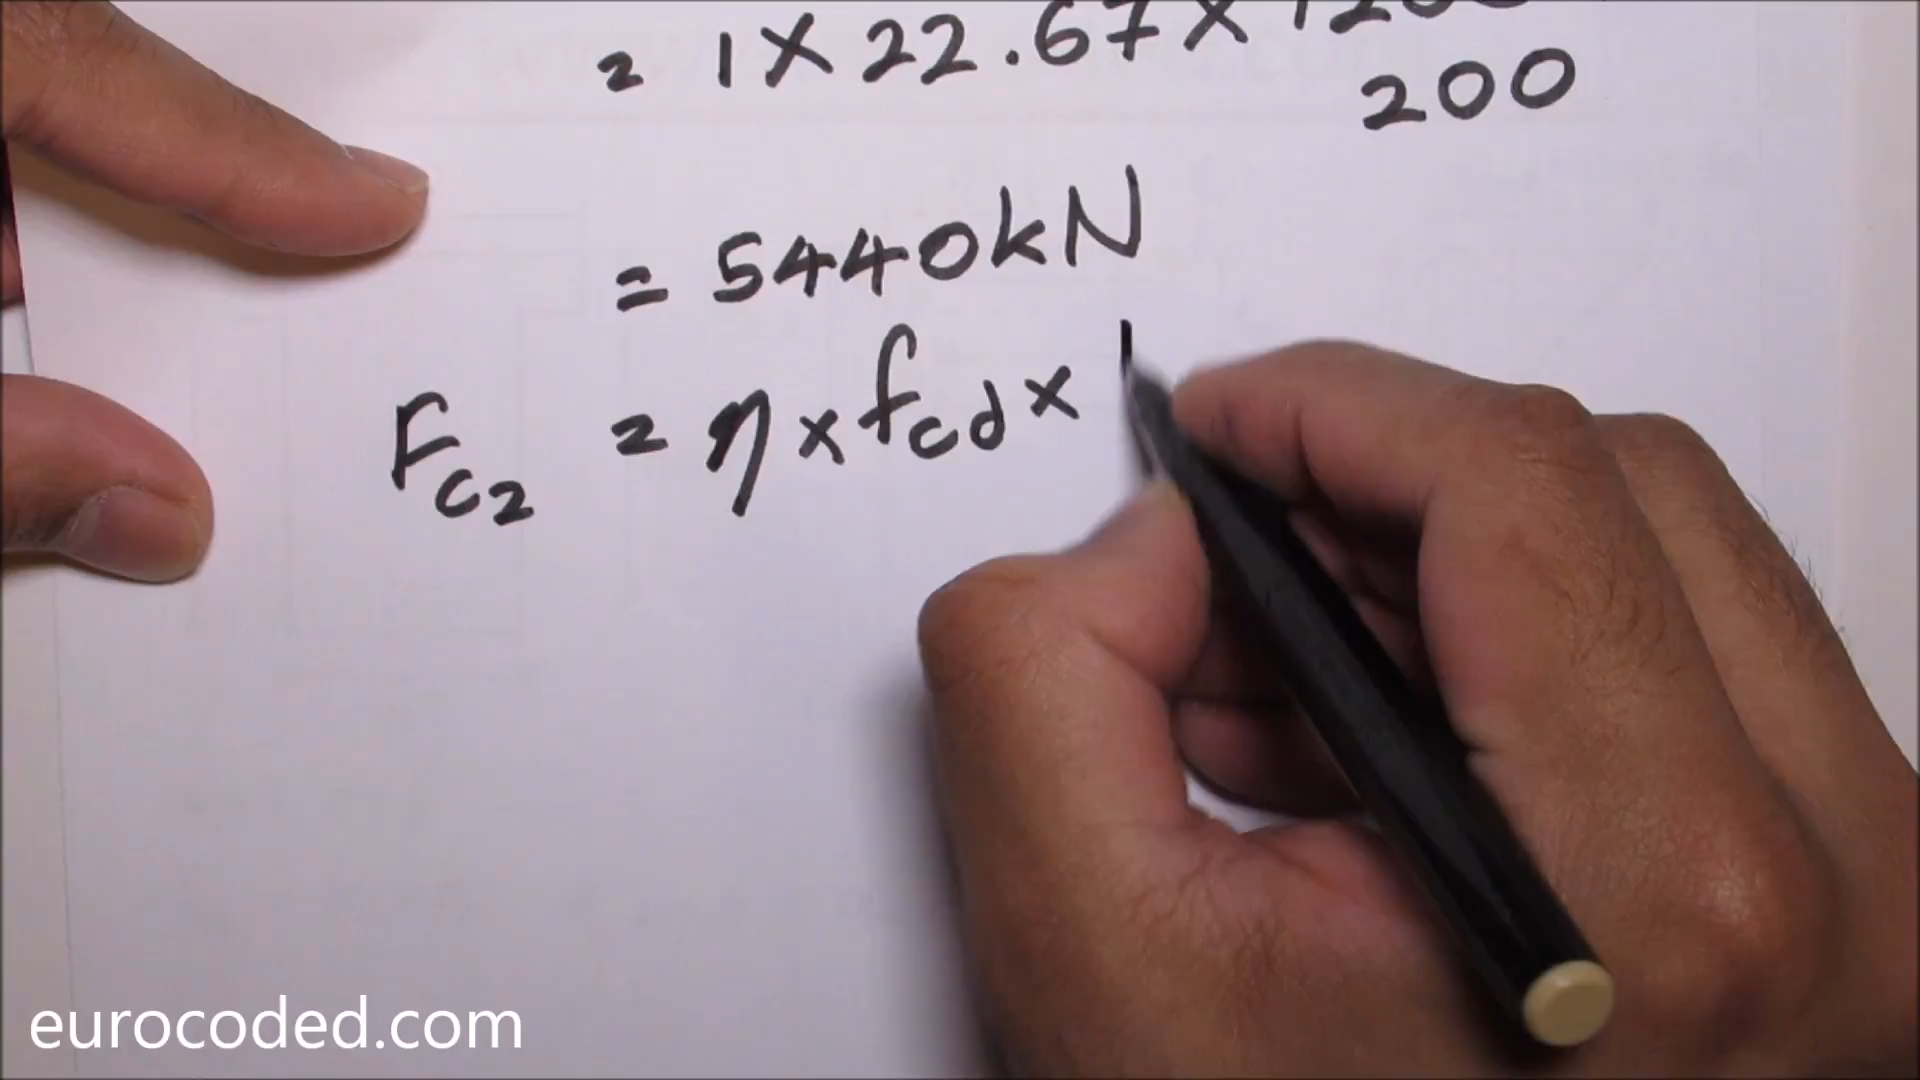 = 1 × 22.67 ×
200
= 5440kN
Fc2 = η × fcd ×
eurocoded.com